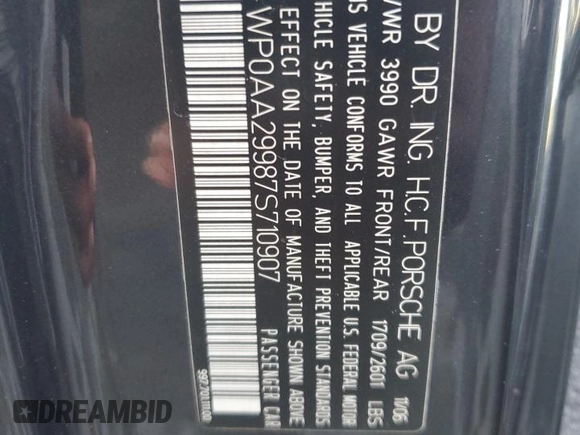 BY DR. ING. H.C.F. PORSCHE AG 11/06
VWR 3990 GAWR FRONT/REAR 1709/2601 LBS
IS VEHICLE CONFORMS TO ALL APPLICABLE U.S. FEDERAL MOTOR
EHICLE SAFETY, BUMPER, AND THEFT PREVENTION STANDARDS
EFFECT ON THE DATE OF MANUFACTURE SHOWN ABOVE
WP0AA29987S710907 PASSENGER CAR
DREAMBID